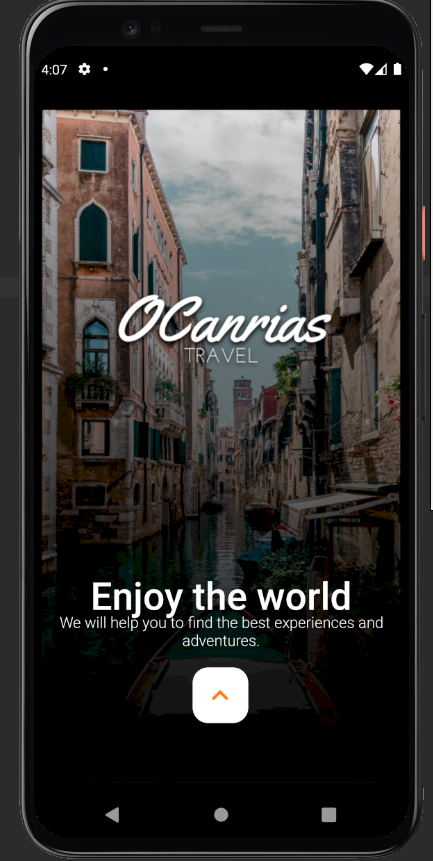 4:07
OCanrias
TRAVEL
Enjoy the world
We will help you to find the best experiences and
adventures.